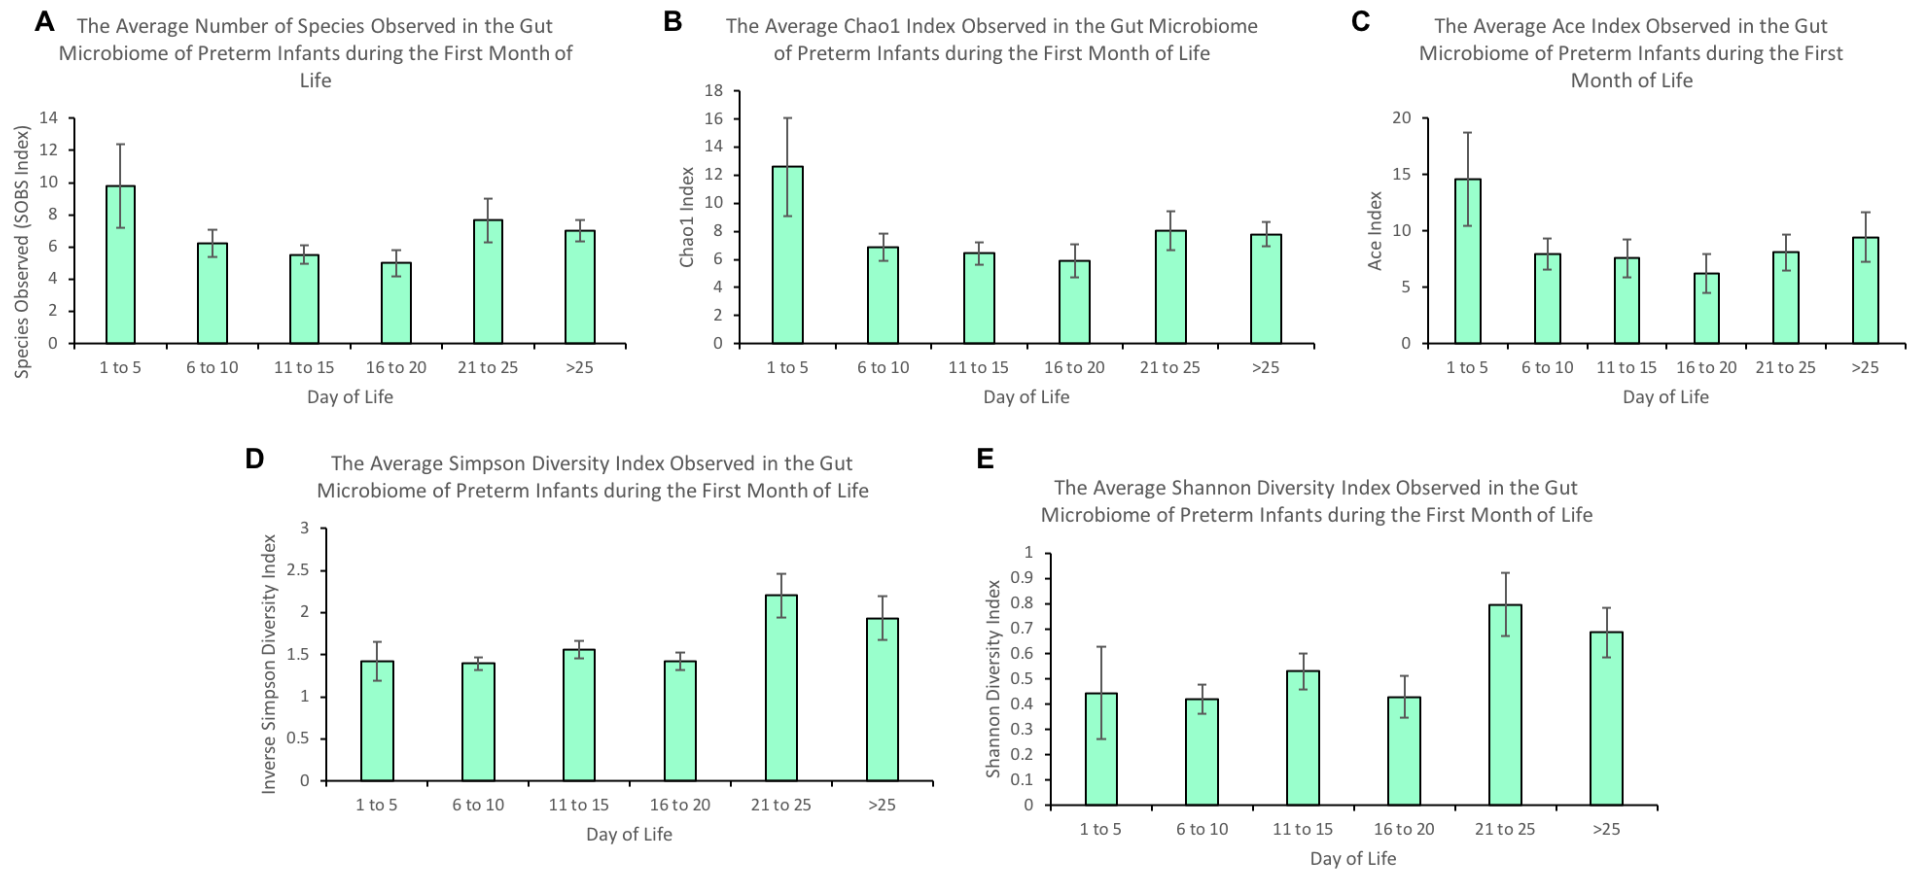 A
The Average Number of Species Observed in the Gut
Microbiome of Preterm Infants during the First Month of
Life
Species Observed (SOBS Index)
14
12
10
8
6
4
2
0
1 to 5 6 to 10 11 to 15 16 to 20 21 to 25 >25
Day of Life
B
The Average Chao1 Index Observed in the Gut Microbiome
of Preterm Infants during the First Month of Life
Chao1 Index
18
16
14
12
10
8
6
4
2
0
1 to 5 6 to 10 11 to 15 16 to 20 21 to 25 >25
Day of Life
C
The Average Ace Index Observed in the Gut
Microbiome of Preterm Infants during the First
Month of Life
Ace Index
20
15
10
5
0
1 to 5 6 to 10 11 to 15 16 to 20 21 to 25 >25
Day of Life
D
The Average Simpson Diversity Index Observed in the Gut
Microbiome of Preterm Infants during the First Month of Life
Inverse Simpson Diversity Index
3
2.5
2
1.5
1
0.5
0
1 to 5 6 to 10 11 to 15 16 to 20 21 to 25 >25
Day of Life
E
The Average Shannon Diversity Index Observed in the Gut
Microbiome of Preterm Infants during the First Month of Life
Shannon Diversity Index
1
0.9
0.8
0.7
0.6
0.5
0.4
0.3
0.2
0.1
0
1 to 5 6 to 10 11 to 15 16 to 20 21 to 25 >25
Day of Life